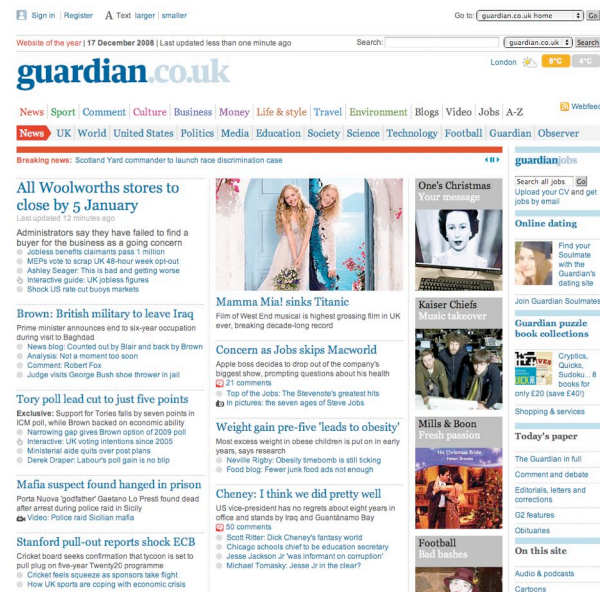 Sign in | Register A Text larger | smaller
Go to: guardian.co.uk home Go
Website of the year | 17 December 2008 | Last updated less than one minute ago
Search: guardian.co.uk Search
guardian.co.uk
London 8°C 4°C
News Sport Comment Culture Business Money Life & style Travel Environment Blogs Video Jobs A-Z
Webfeed
News UK World United States Politics Media Education Society Science Technology Football Guardian Observer
Breaking news: Scotland Yard commander to launch race discrimination case
All Woolworths stores to
close by 5 January
Last updated 12 minutes ago
Administrators say they have failed to find a
buyer for the business as a going concern
Jobless benefits claimants pass 1 million
MEPs vote to scrap UK 48-hour week opt-out
Ashley Seager: This is bad and getting worse
Interactive guide: UK jobless figures
Shock US rate cut buoys markets
Brown: British military to leave Iraq
Prime minister announces end to six-year occupation
during visit to Baghdad
News blog: Counted out by Blair and back by Brown
Analysis: Not a moment too soon
Comment: Robert Fox
Judge visits George Bush shoe thrower in jail
Tory poll lead cut to just five points
Exclusive: Support for Tories falls by seven points in
ICM poll, while Brown backed on economic ability
Narrowing gap gives Brown option of 2009 poll
Interactive: UK voting intentions since 2005
Ministerial aide quits over post plans
Derek Draper: Labour's poll gain is no blip
Mafia suspect found hanged in prison
Porta Nuova 'godfather' Gaetano Lo Presti found dead
after arrest during police raid in Sicily
Video: Police raid Sicilian mafia
Stanford pull-out reports shock ECB
Cricket board seeks confirmation that tycoon is set to
pull plug on five-year Twenty20 programme
Cricket feels squeeze as sponsors take flight
How UK sports are coping with economic crisis
Mamma Mia! sinks Titanic
Film of West End musical is highest grossing film in UK
ever, breaking decade-long record
Concern as Jobs skips Macworld
Apple boss decides to drop out of the company's
biggest show, prompting questions about his health
21 comments
Top of the Jobs: The Stevenote's greatest hits
In pictures: the seven ages of Steve Jobs
Weight gain pre-five 'leads to obesity'
Most excess weight in obese children is put on in early
years, says research
Neville Rigby: Obesity timebomb is still ticking
Food blog: Fewer junk food ads not enough
Cheney: I think we did pretty well
US vice-president has no regrets about eight years in
office and stands by Iraq and Guantánamo Bay
50 comments
Scott Ritter: Dick Cheney's fantasy world
Chicago schools chief to be education secretary
Jesse Jackson Jr 'was informant on corruption'
Michael Tomasky: Jesse Jr in the clear?
One's Christmas
Your message
Kaiser Chiefs
Music takeover
Mills & Boon
Fresh passion
His Christmas Bride
Helen Brooks
Football
Bad bashes
guardianjobs
Search all jobs Go
Upload your CV and get
jobs by email
Online dating
Find your
Soulmate
with the
Guardian's
dating site
Join Guardian Soulmates
Guardian puzzle
book collections
Cryptics,
Quicks,
Sudoku... 8
books for
only £20 (save £40!)
Shopping & services
Today's paper
The Guardian in full
Comment and debate
Editorials, letters and
corrections
G2 features
Obituaries
On this site
Audio & podcasts
Cartoons